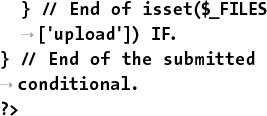 } // End of isset($_FILES
→ ['upload']) IF.
} // End of the submitted
→ conditional.
?>